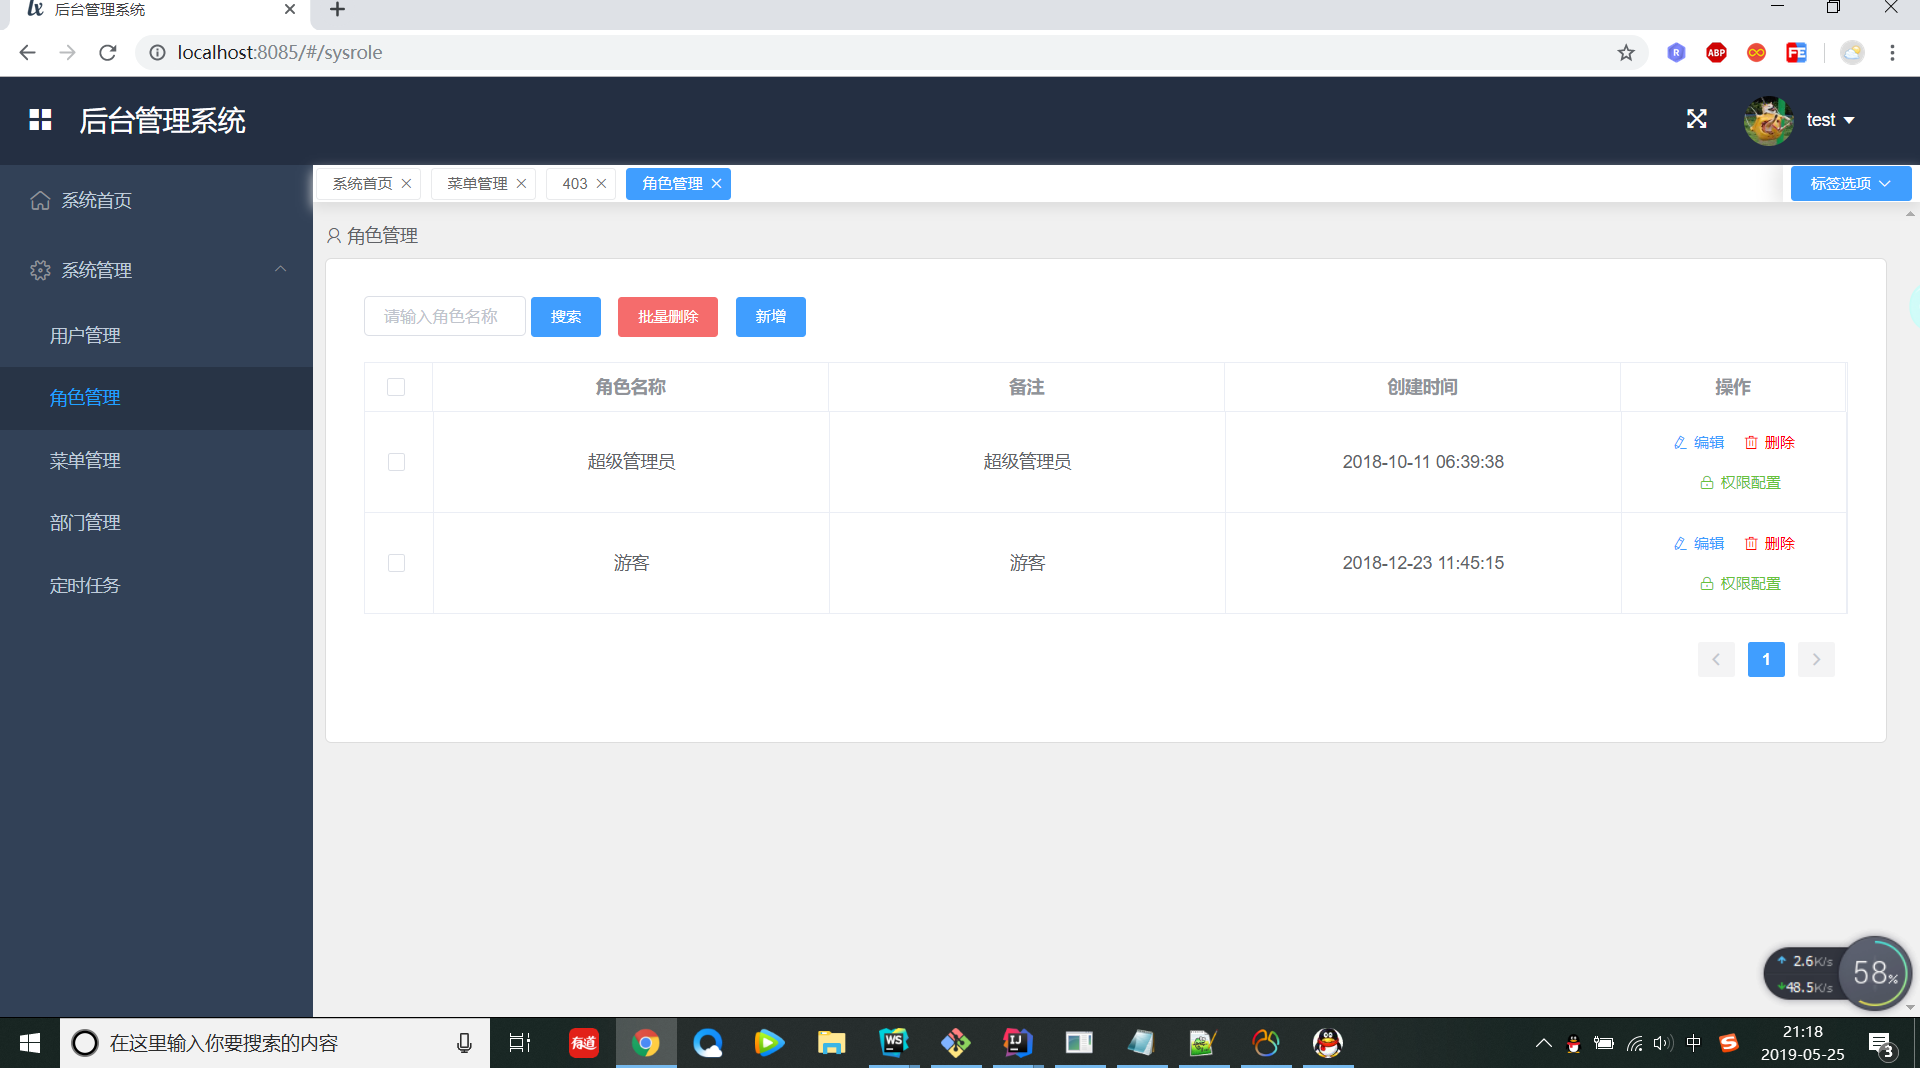 后台管理系统
localhost:8085/#/sysrole
ABP
FE
后台管理系统
test
系统首页
系统管理
用户管理
角色管理
菜单管理
部门管理
定时任务
系统首页
菜单管理
403
角色管理
标签选项
角色管理
请输入角色名称
搜索
批量删除
新增
角色名称
备注
创建时间
操作
超级管理员
超级管理员
2018-10-11 06:39:38
编辑
删除
权限配置
游客
游客
2018-12-23 11:45:15
编辑
删除
权限配置
1
2.6K/s
48.5K/s
58%
在这里输入你要搜索的内容
有道
WS
IJ
中
21:18
2019-05-25
3